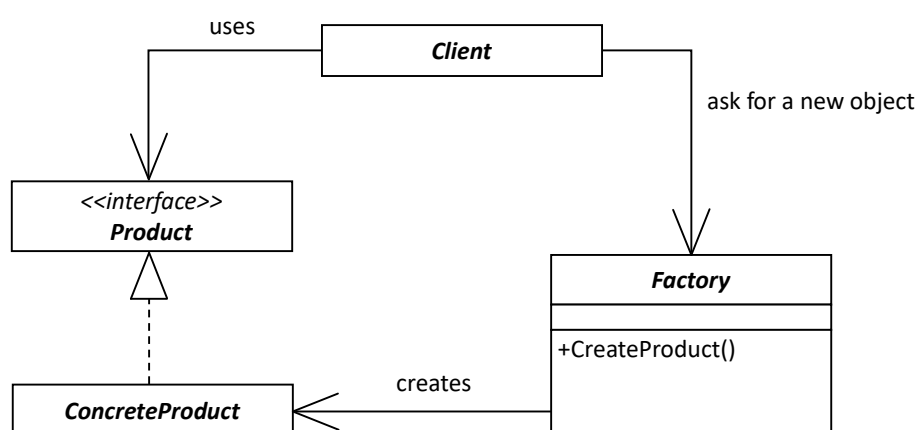 uses
Client
ask for a new object
<<interface>>
Product
Factory
+CreateProduct()
creates
ConcreteProduct